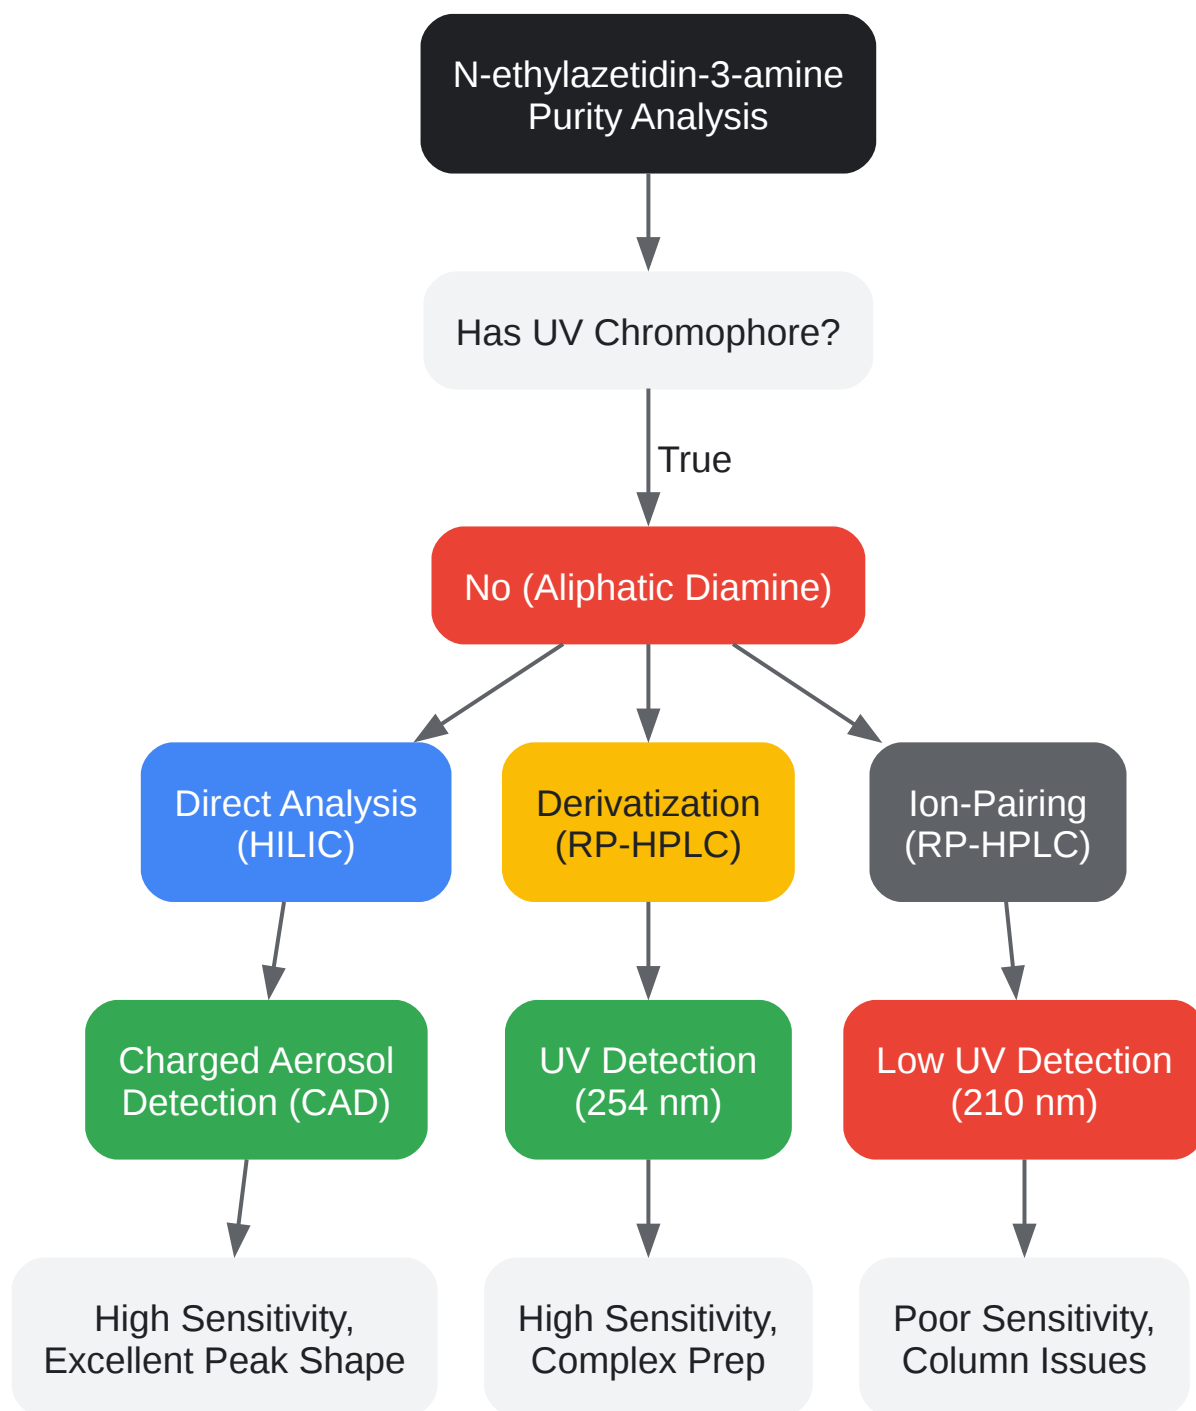 N-ethylazetidin-3-amine
Purity Analysis
Has UV Chromophore?
True
No (Aliphatic Diamine)
Direct Analysis
(HILIC)
Derivatization
(RP-HPLC)
Ion-Pairing
(RP-HPLC)
Charged Aerosol
Detection (CAD)
UV Detection
(254 nm)
Low UV Detection
(210 nm)
High Sensitivity,
Excellent Peak Shape
High Sensitivity,
Complex Prep
Poor Sensitivity,
Column Issues